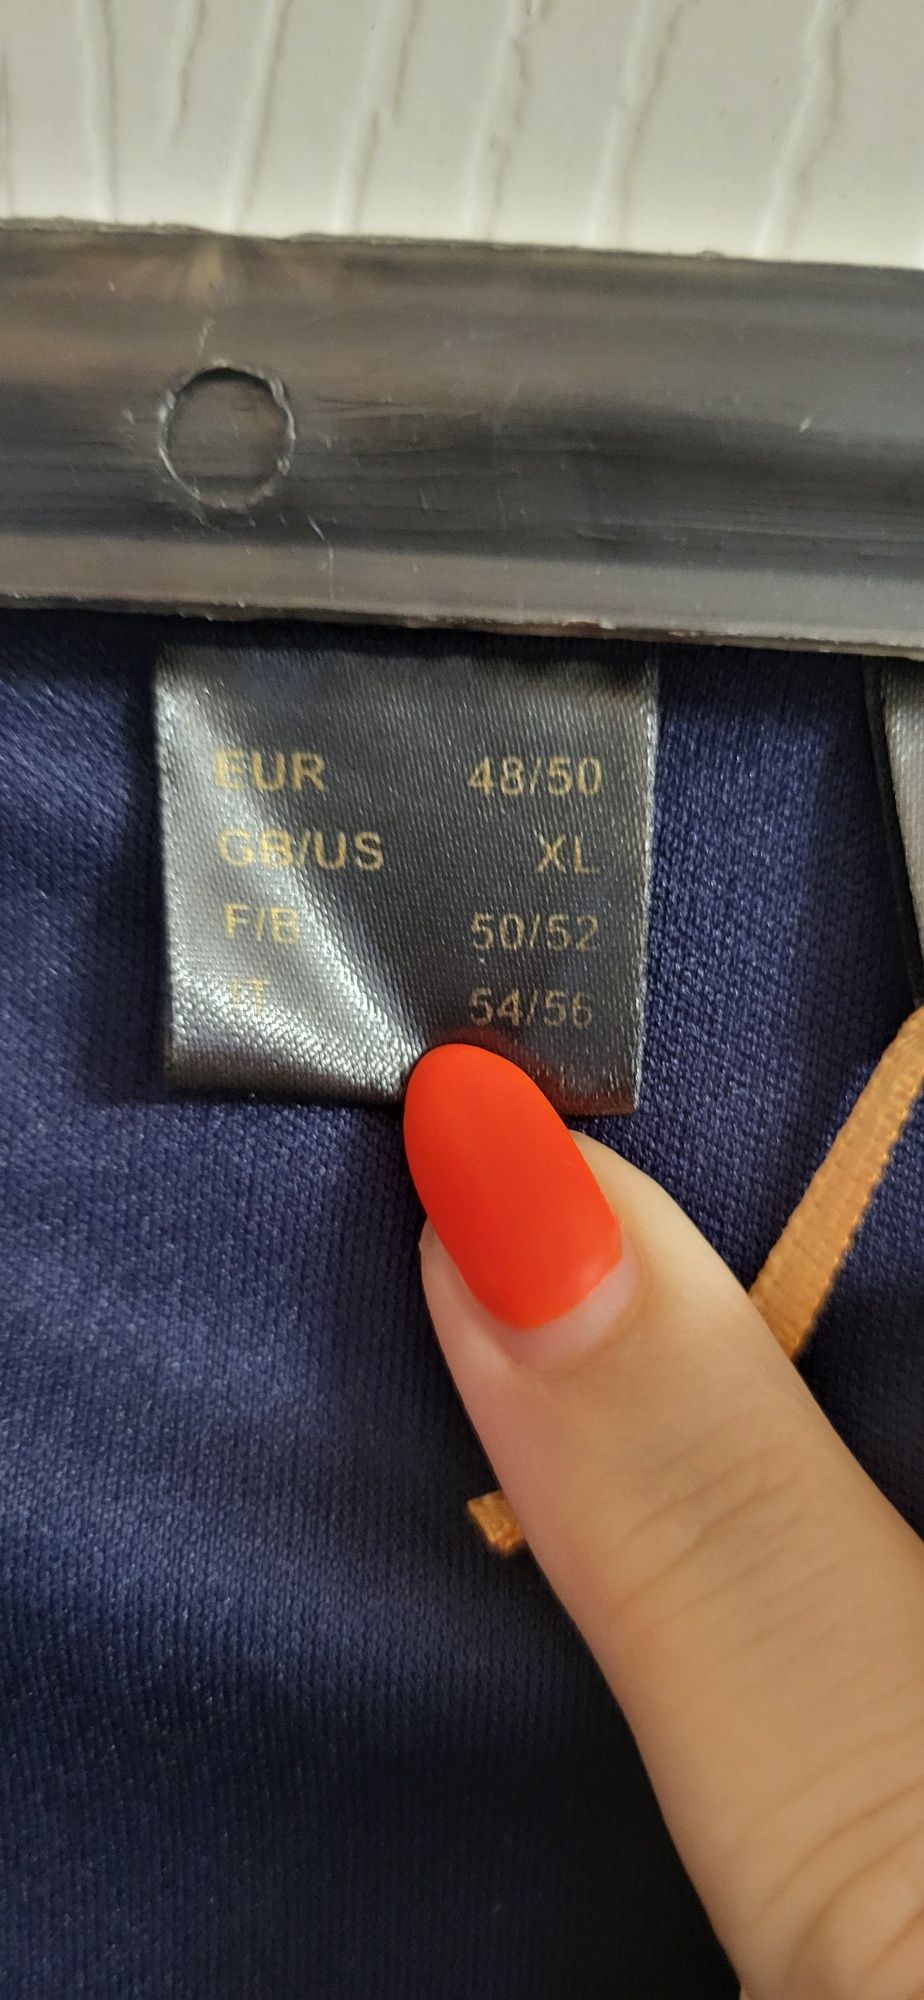 EUR 48/50
GB/US XL
F/B 50/52
IT 54/56